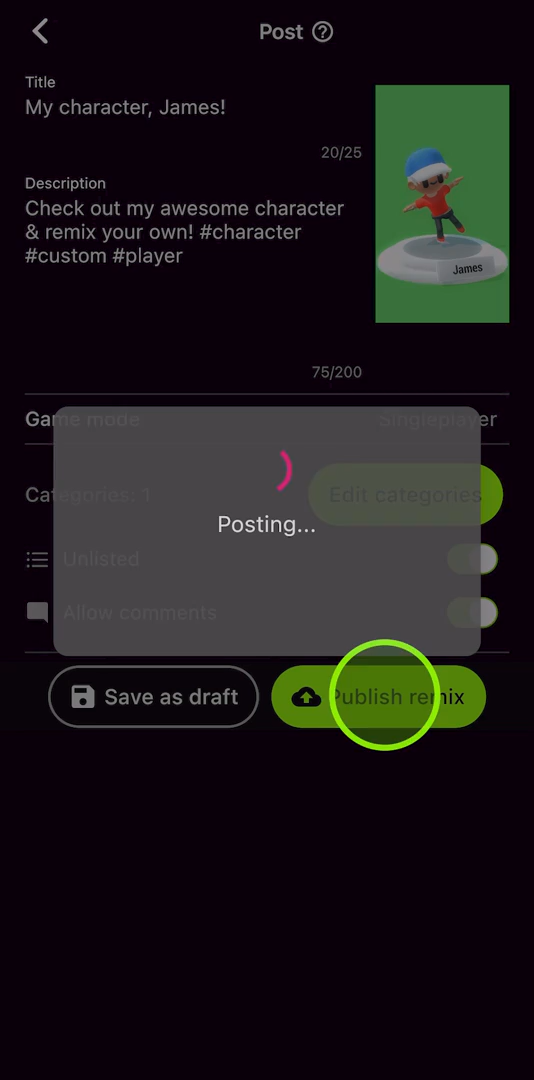 Post ?
Title
My character, James!
20/25
Description
Check out my awesome character
& remix your own! #character
#custom #player
James
75/200
Game mode
Singleplayer
Categories: 1
Edit categories
Posting...
Unlisted
Allow comments
Save as draft
Publish remix